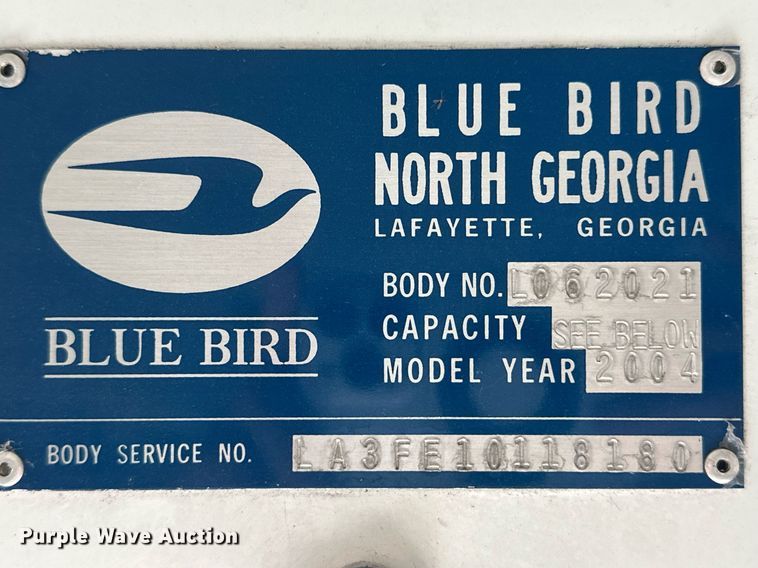 BLUE BIRD
NORTH GEORGIA
LAFAYETTE, GEORGIA
BODY NO. L062021
CAPACITY SEE BELOW
MODEL YEAR 2004
BLUE BIRD
BODY SERVICE NO. LA3FE10118180
Purple Wave Auction